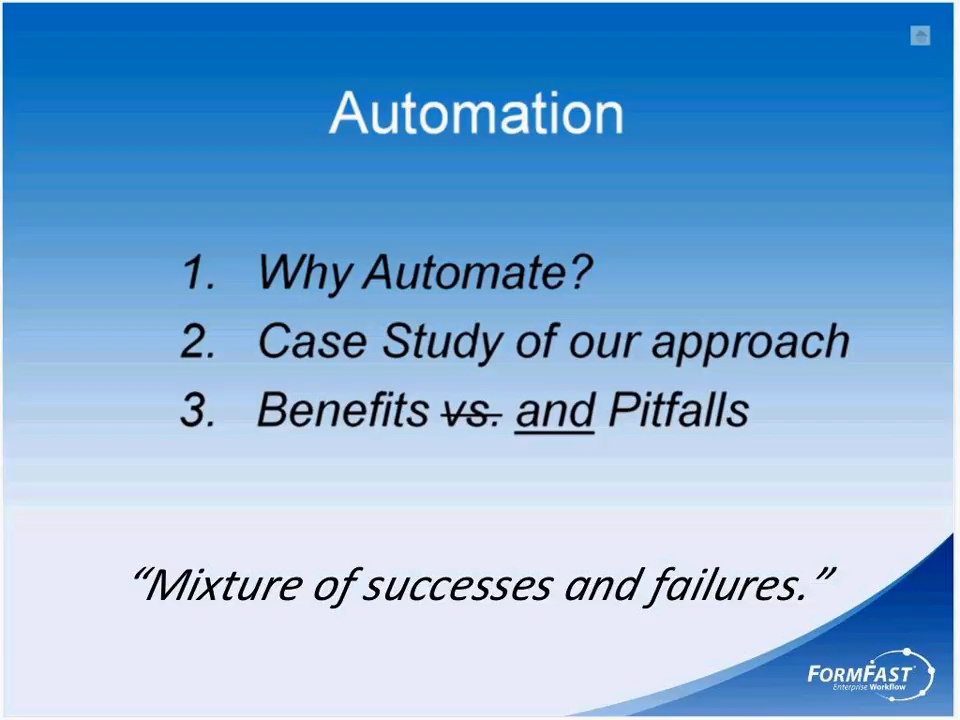 Automation
1. Why Automate?
2. Case Study of our approach
3. Benefits vs. and Pitfalls
“Mixture of successes and failures.”
FORMFAST
Enterprise Workflow